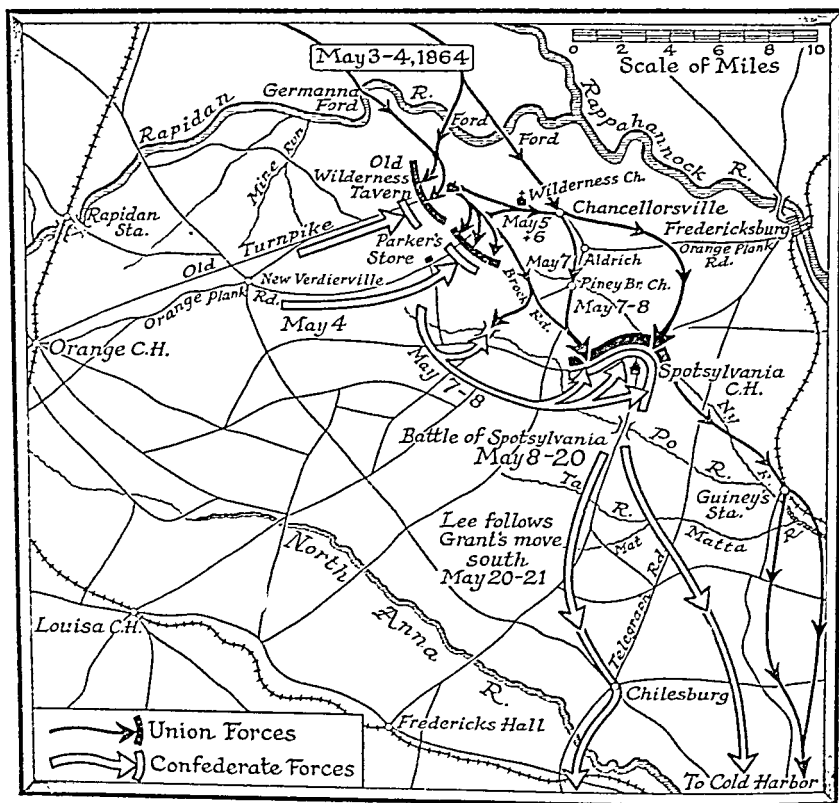 May 3-4, 1864
0 2 4 6 8 10
Scale of Miles
Germanna
Ford
R.
Rapidan
Ford
Ford
Rappahannock
R.
Mine Run
Old
Wilderness
Tavern
Wilderness Ch.
Rapidan
Sta.
Chancellorsville
May 5
+6
Fredericksburg
Old Turnpike
Parker's
Store
May 7
Aldrich
Orange Plank
Rd.
New Verdierville
Orange Plank Rd.
Brock Rd.
Piney Br. Ch.
May 7-8
May 4
Orange C.H.
May 7-8
Spotsylvania
C.H.
Ny
R.
Battle of Spotsylvania
May 8-20
Po
R.
Ta
R.
Guiney's
Sta.
Mat
Matta
R.
Lee follows
Grant's move
south
May 20-21
North
Anna
R.
Telegraph Rd.
Louisa C.H.
Chilesburg
Fredericks Hall
Union Forces
Confederate Forces
To Cold Harbor